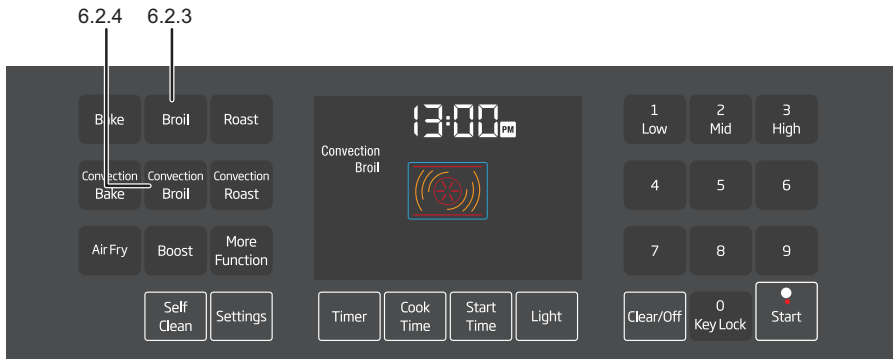 6.2.4 6.2.3
Bake Broil Roast
Convection Bake
Convection Broil
Convection Roast
Air Fry Boost More Function
Self Clean
Settings
13:00 PM
Convection
Broil
Timer
Cook Time
Start Time
Light
1 Low
2 Mid
3 High
4 5 6
7 8 9
Clear/Off
0 Key Lock
Start